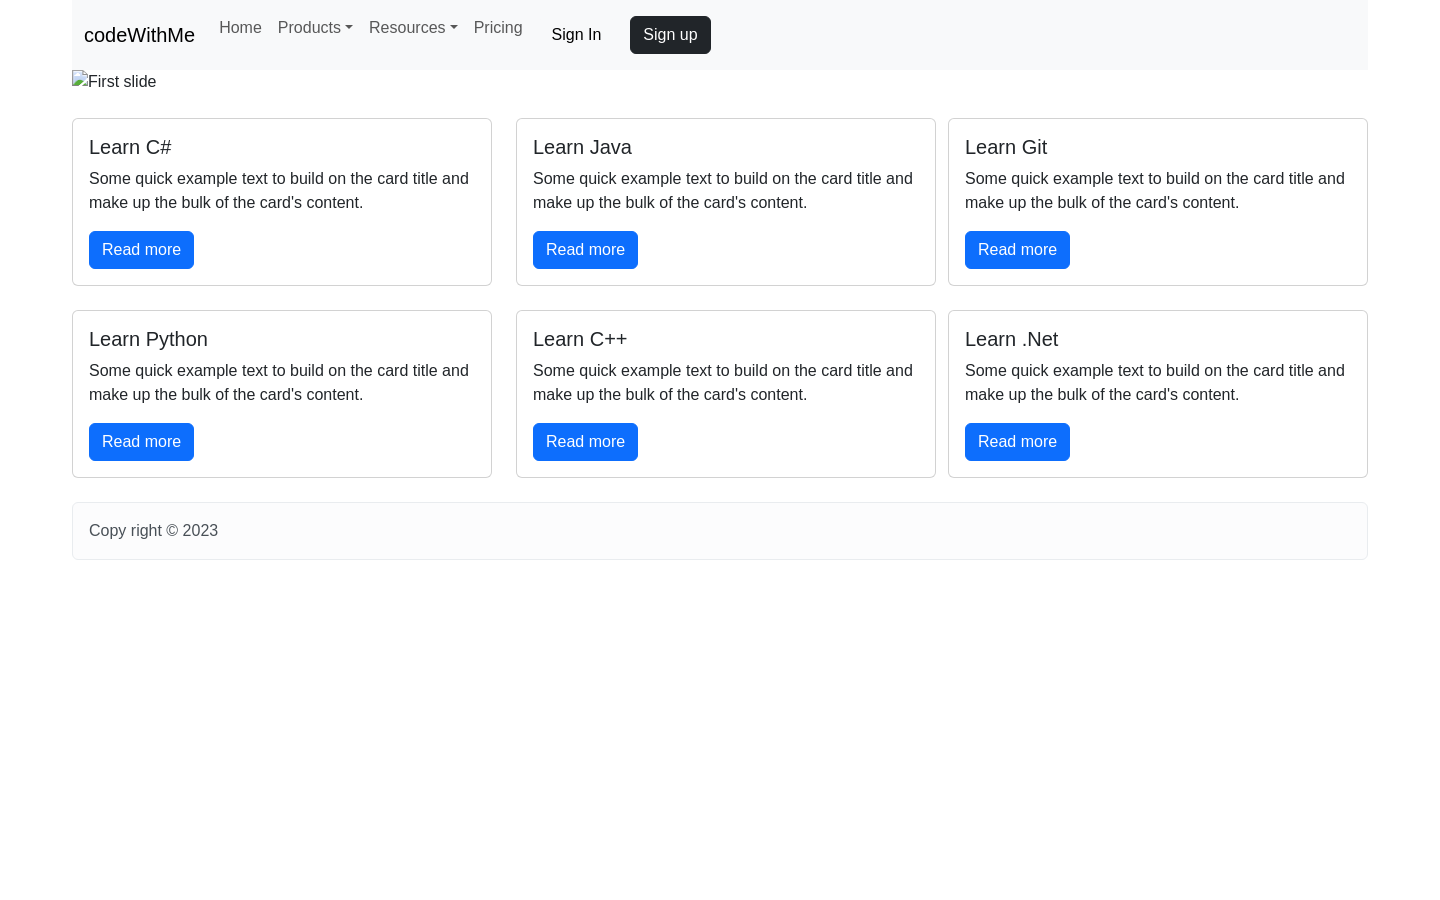 codeWithMe Home Products Resources Pricing Sign In Sign up
First slide
Learn C#
Some quick example text to build on the card title and
make up the bulk of the card's content.
Read more
Learn Java
Some quick example text to build on the card title and
make up the bulk of the card's content.
Read more
Learn Git
Some quick example text to build on the card title and
make up the bulk of the card's content.
Read more
Learn Python
Some quick example text to build on the card title and
make up the bulk of the card's content.
Read more
Learn C++
Some quick example text to build on the card title and
make up the bulk of the card's content.
Read more
Learn .Net
Some quick example text to build on the card title and
make up the bulk of the card's content.
Read more
Copy right © 2023